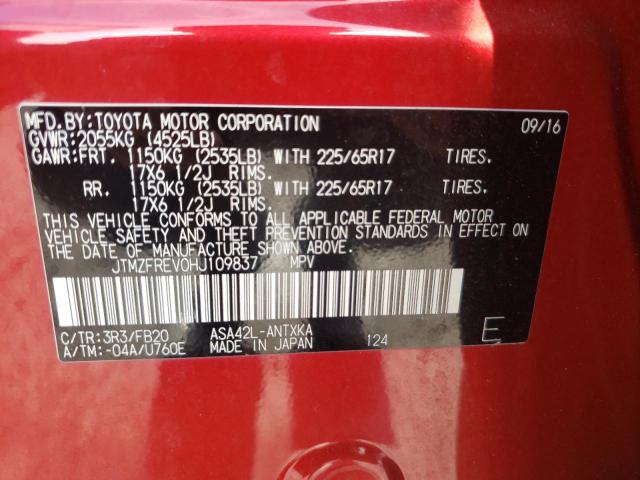 MFD.BY:TOYOTA MOTOR CORPORATION 09/16
GVWR:2055KG (4525LB)
GAWR:FRT. 1150KG (2535LB) WITH 225/65R17 TIRES.
17X6 1/2J RIMS.
RR. 1150KG (2535LB) WITH 225/65R17 TIRES.
17X6 1/2J RIMS.
THIS VEHICLE CONFORMS TO ALL APPLICABLE FEDERAL MOTOR
VEHICLE SAFETY AND THEFT PREVENTION STANDARDS IN EFFECT ON
THE DATE OF MANUFACTURE SHOWN ABOVE.
JTMZFREV0HJ109837 MPV
C/TR:3R3/FB20 ASA42L-ANTXKA
A/TM:-04A/U760E MADE IN JAPAN 124 E